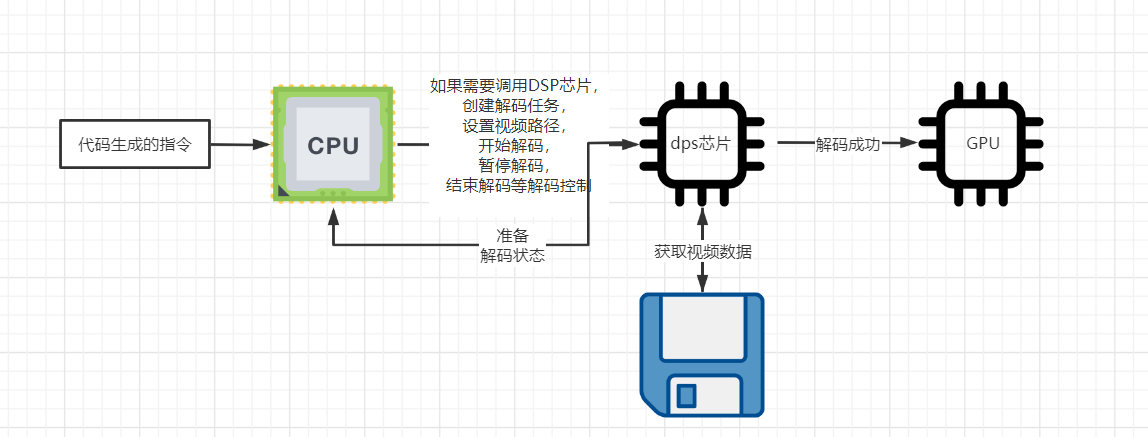 代码生成的指令
CPU
如果需要调用DSP芯片，
创建解码任务，
设置视频路径，
开始解码，
暂停解码，
结束解码等解码控制
dps芯片
解码成功
GPU
准备
解码状态
获取视频数据